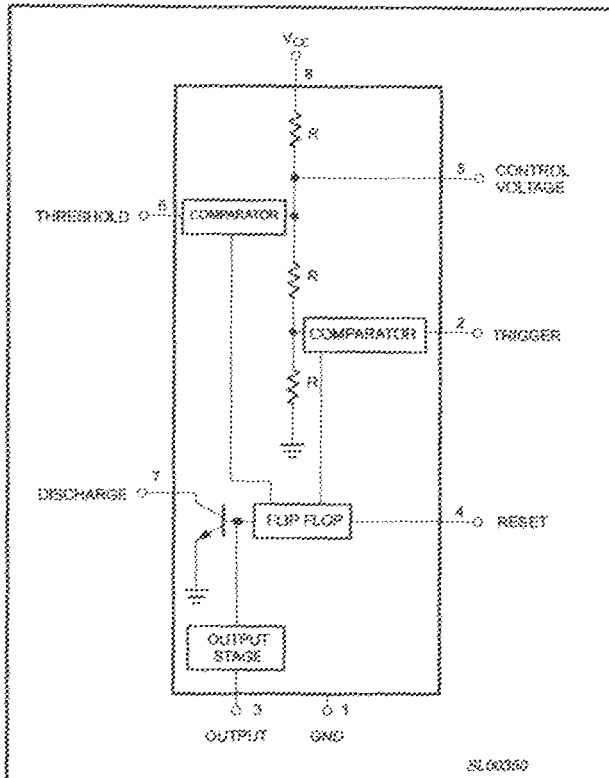 VCC
8
R
5 CONTROL
VOLTAGE
THRESHOLD 6 COMPARATOR
R
COMPARATOR 2 TRIGGER
R
7
DISCHARGE
FLIP FLOP 4 RESET
OUTPUT
STAGE
3 1
OUTPUT GND
SL00350